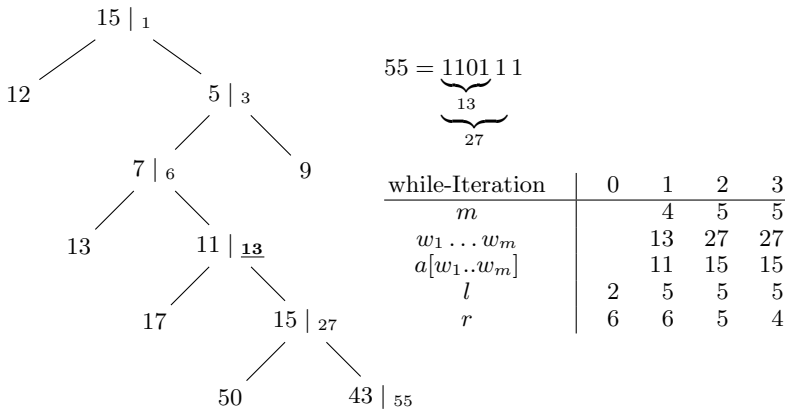 15 | 1
12
5 | 3
7 | 6
9
13
11 | 13
17
15 | 27
50
43 | 55
55 = 1101 1 1
13
27
while-Iteration 0 1 2 3
m 4 5 5
w₁ … wₘ 13 27 27
a[w₁..wₘ] 11 15 15
l 2 5 5 5
r 6 6 5 4